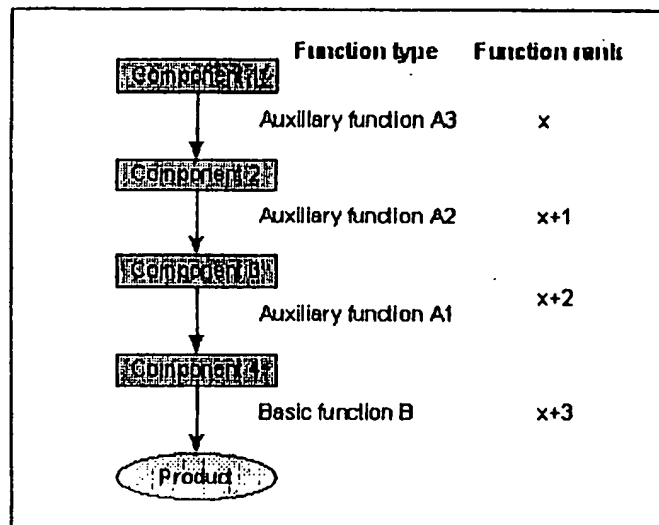 Function type Function rank
Component 1
Auxiliary function A3 x
Component 2
Auxiliary function A2 x+1
Component 3
Auxiliary function A1 x+2
Component 4
Basic function B x+3
Product